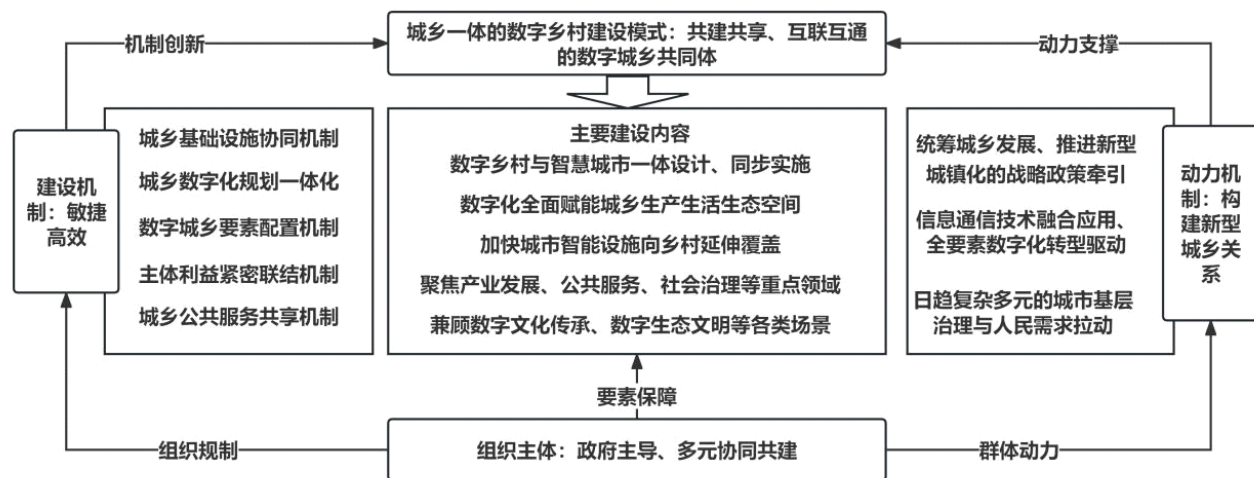 机制创新
城乡一体的数字乡村建设模式：共建共享、互联互通
的数字城乡共同体
动力支撑
建设机
制：敏捷
高效
城乡基础设施协同机制
城乡数字化规划一体化
数字城乡要素配置机制
主体利益紧密联结机制
城乡公共服务共享机制
主要建设内容
数字乡村与智慧城市一体设计、同步实施
数字化全面赋能城乡生产生活生态空间
加快城市智能设施向乡村延伸覆盖
聚焦产业发展、公共服务、社会治理等重点领域
兼顾数字文化传承、数字生态文明等各类场景
统筹城乡发展、推进新型
城镇化的战略政策牵引
信息通信技术融合应用、
全要素数字化转型驱动
日趋复杂多元的城市基层
治理与人民需求拉动
动力机
制：构
建新型
城乡关
系
要素保障
组织规制
组织主体：政府主导、多元协同共建
群体动力